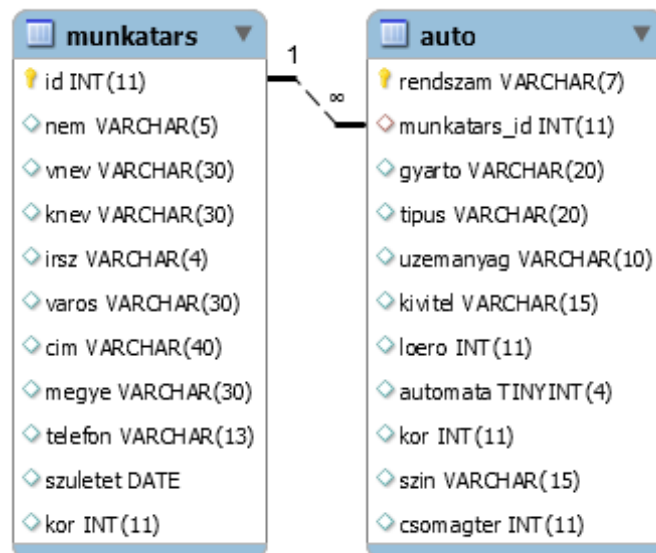 munkatars
id INT(11)
nem VARCHAR(5)
vnev VARCHAR(30)
knev VARCHAR(30)
irsz VARCHAR(4)
varos VARCHAR(30)
cim VARCHAR(40)
megye VARCHAR(30)
telefon VARCHAR(13)
szuletet DATE
kor INT(11)
1
∞
auto
rendszam VARCHAR(7)
munkatars_id INT(11)
gyarto VARCHAR(20)
tipus VARCHAR(20)
uzemanyag VARCHAR(10)
kivitel VARCHAR(15)
loero INT(11)
automata TINYINT(4)
kor INT(11)
szin VARCHAR(15)
csomagter INT(11)